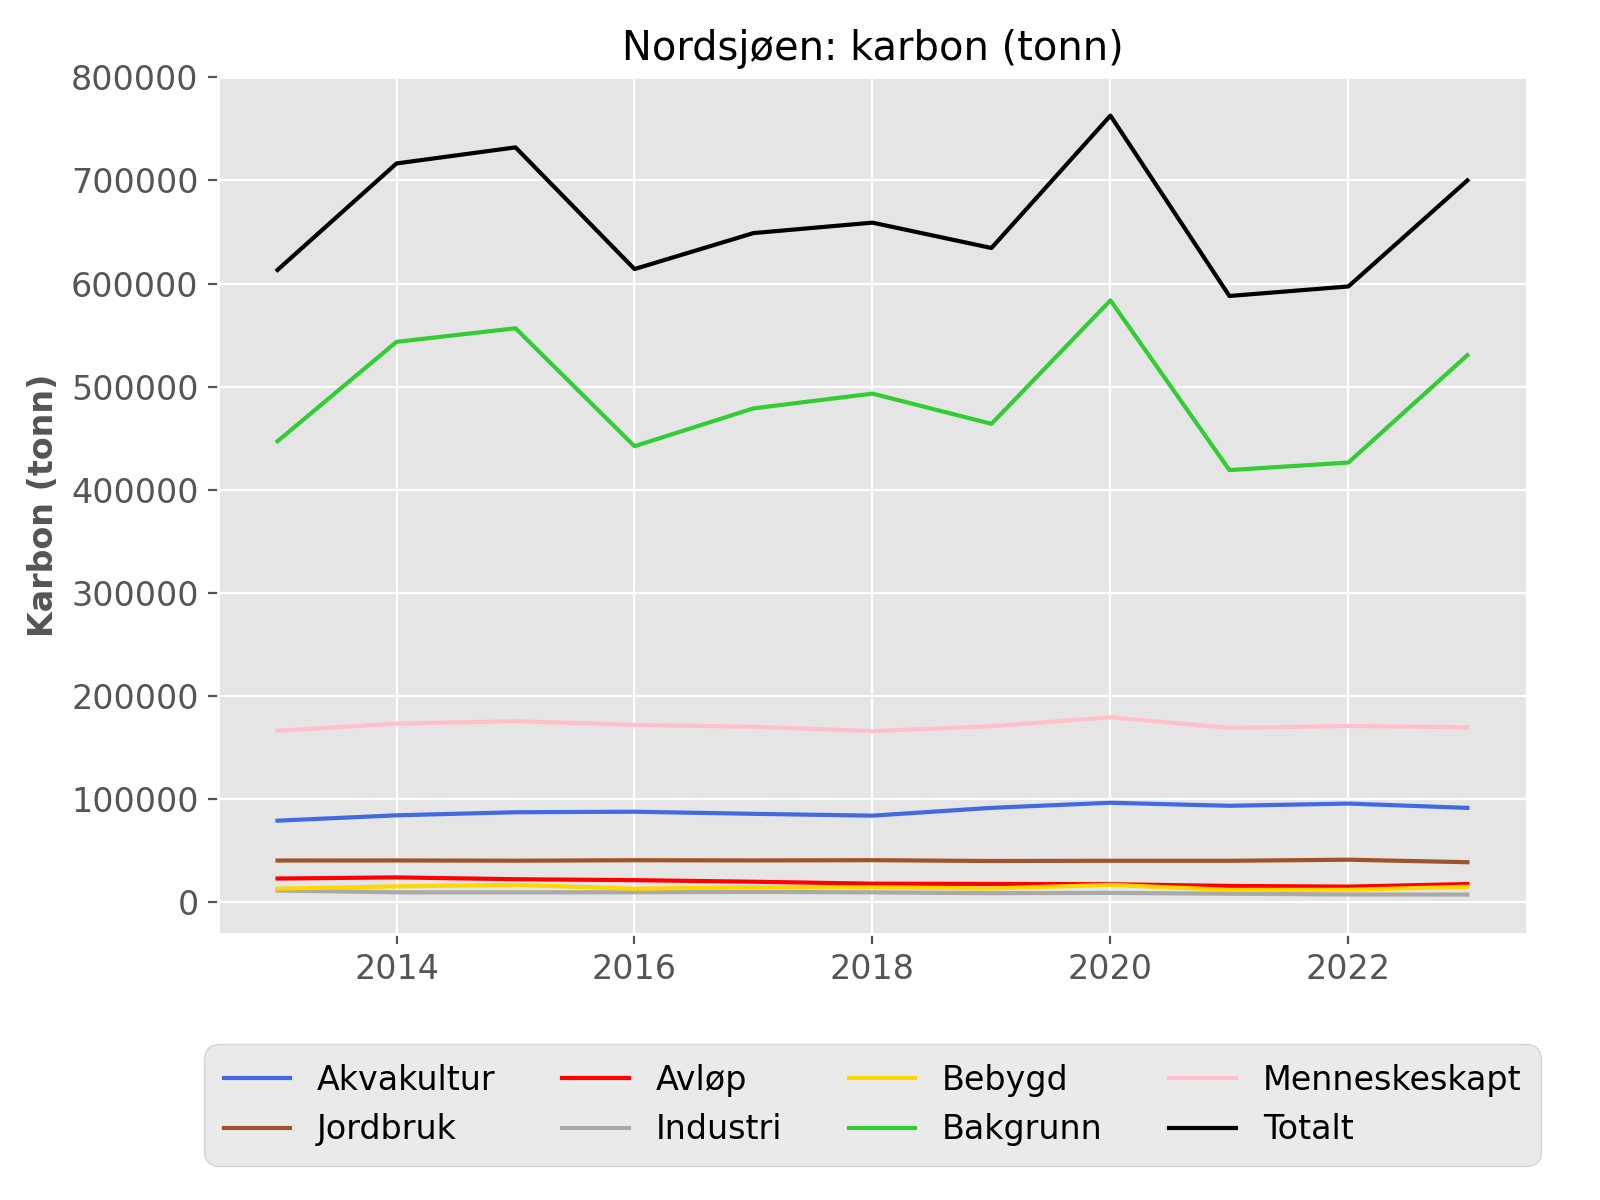 Nordsjøen: karbon (tonn)
Karbon (tonn)
800000
700000
600000
500000
400000
300000
200000
100000
0
2014 2016 2018 2020 2022
Akvakultur Avløp Bebygd Menneskeskapt
Jordbruk Industri Bakgrunn Totalt